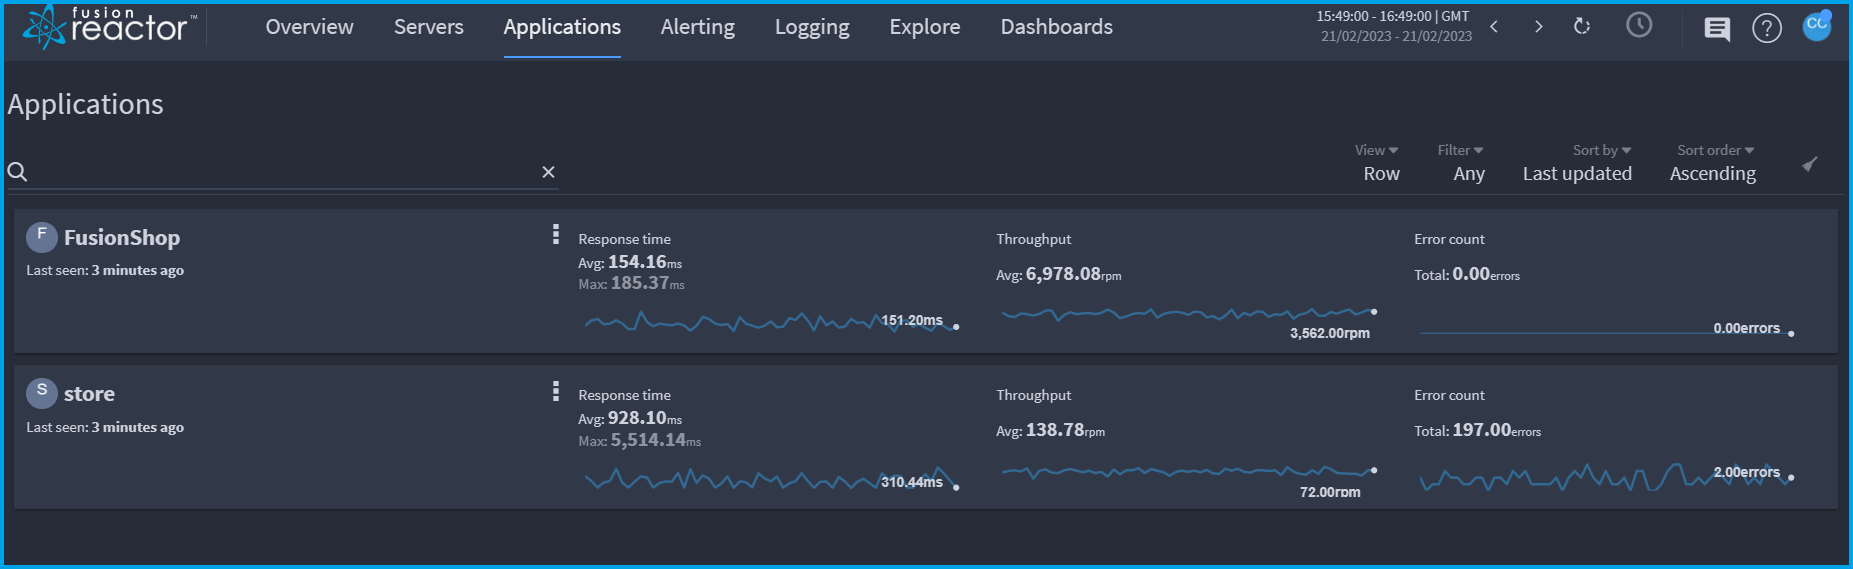 fusion
reactor™
Overview Servers Applications Alerting Logging Explore Dashboards
15:49:00 - 16:49:00 | GMT
21/02/2023 - 21/02/2023
?
CC
Applications
View Filter Sort by Sort order
Row Any Last updated Ascending
F FusionShop
Last seen: 3 minutes ago
Response time
Avg: 154.16ms
Max: 185.37ms
151.20ms
Throughput
Avg: 6,978.08rpm
3,562.00rpm
Error count
Total: 0.00errors
0.00errors
S store
Last seen: 3 minutes ago
Response time
Avg: 928.10ms
Max: 5,514.14ms
310.44ms
Throughput
Avg: 138.78rpm
72.00rpm
Error count
Total: 197.00errors
2.00errors